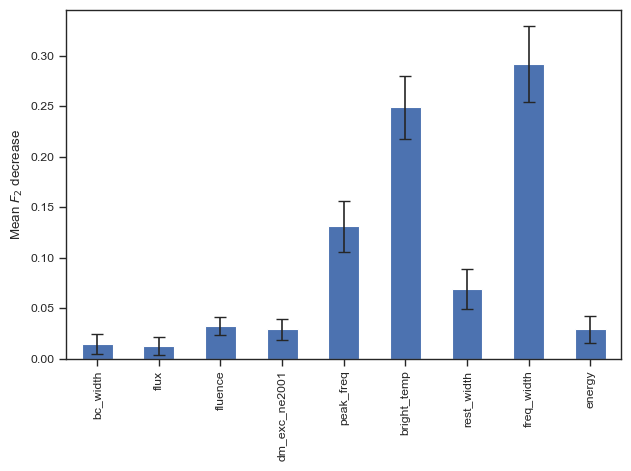 0.30
0.25
0.20
0.15
0.10
0.05
0.00
Mean F₂ decrease
bc_width
flux
fluence
dm_exc_ne2001
peak_freq
bright_temp
rest_width
freq_width
energy